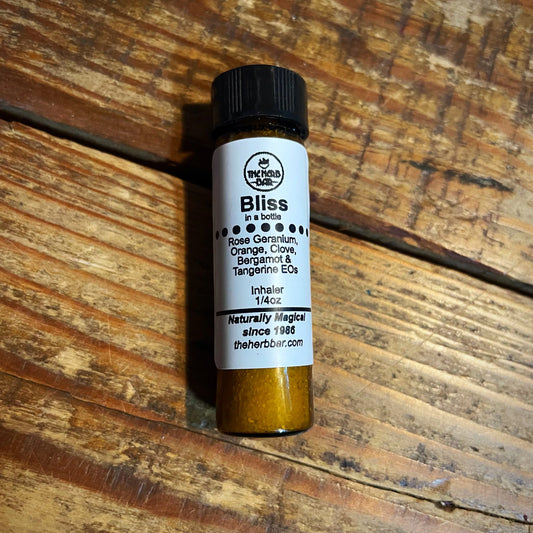 THE HERB
BAR
Bliss
in a bottle
Rose Geranium,
Orange, Clove,
Bergamot &
Tangerine EOs
Inhaler
1/4oz
Naturally Magical
since 1986
theherbbar.com